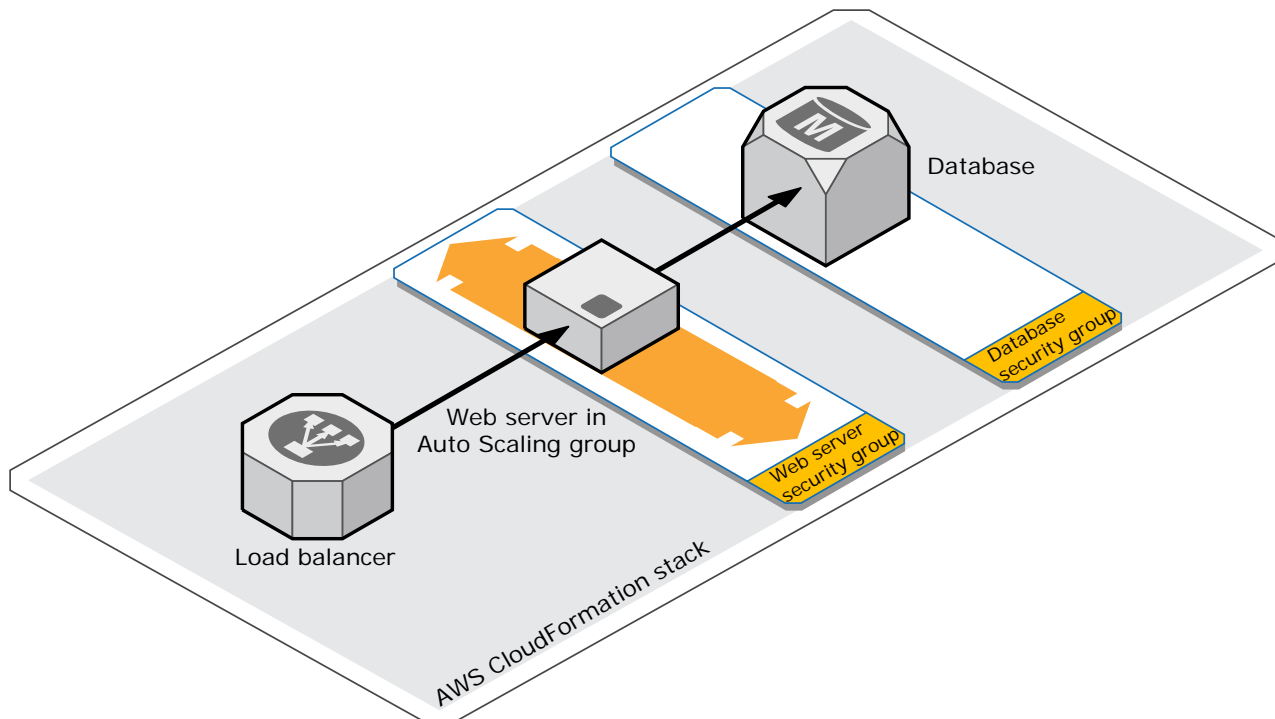 M
Database
Database
security group
Web server in
Auto Scaling group
Web server
security group
Load balancer
AWS CloudFormation stack